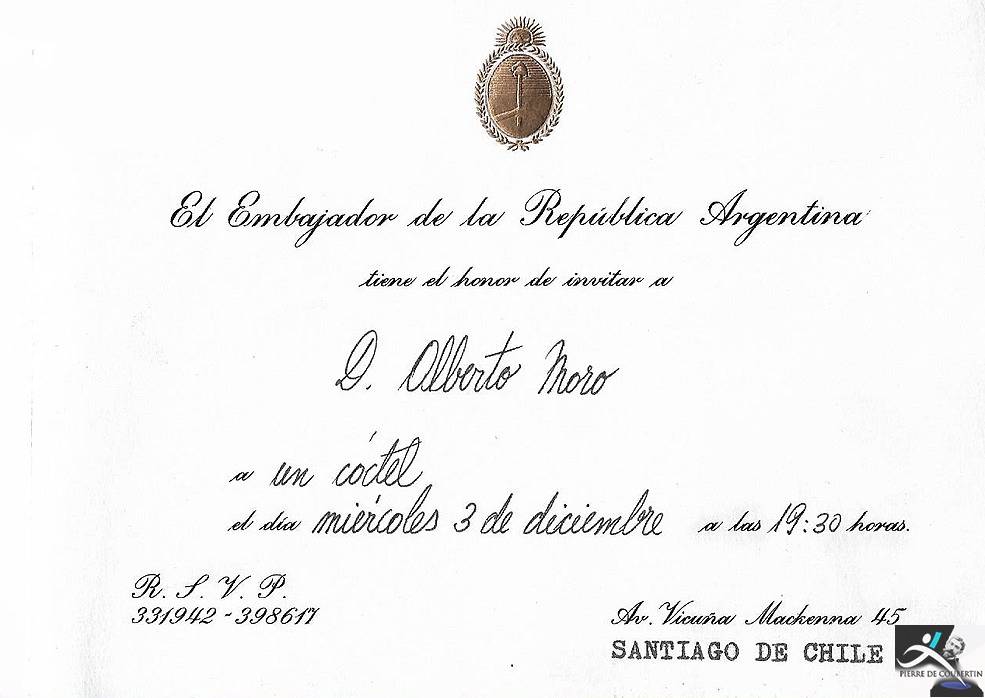 El Embajador de la República Argentina
tiene el honor de invitar a
D. Alberto Moro
a un cóctel
el día miércoles 3 de diciembre a las 19:30 horas.
R. S. V. P.
331942 - 398617
Av. Vicuña Mackenna 45
SANTIAGO DE CHILE
PIERRE DE COUBERTIN